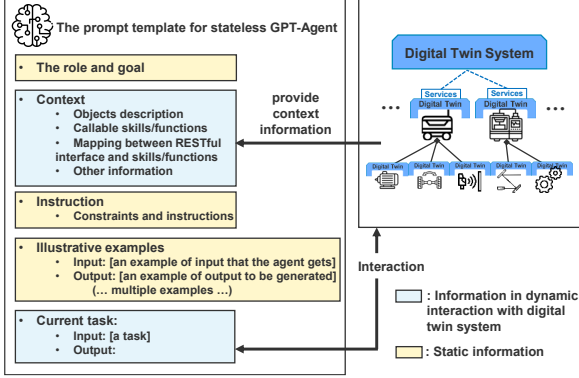 The prompt template for stateless GPT-Agent
• The role and goal
• Context
• Objects description
• Callable skills/functions
• Mapping between RESTful
interface and skills/functions
• Other information
• Instruction
• Constraints and instructions
• Illustrative examples
• Input: [an example of input that the agent gets]
• Output: [an example of output to be generated]
(... multiple examples ...)
• Current task:
• Input: [a task]
• Output:
provide
context
information
Interaction
Digital Twin System
Services
Services
Digital Twin
Digital Twin
...
...
Digital Twin
Digital Twin
Digital Twin
Digital Twin
Digital Twin
: Information in dynamic
interaction with digital
twin system
: Static information